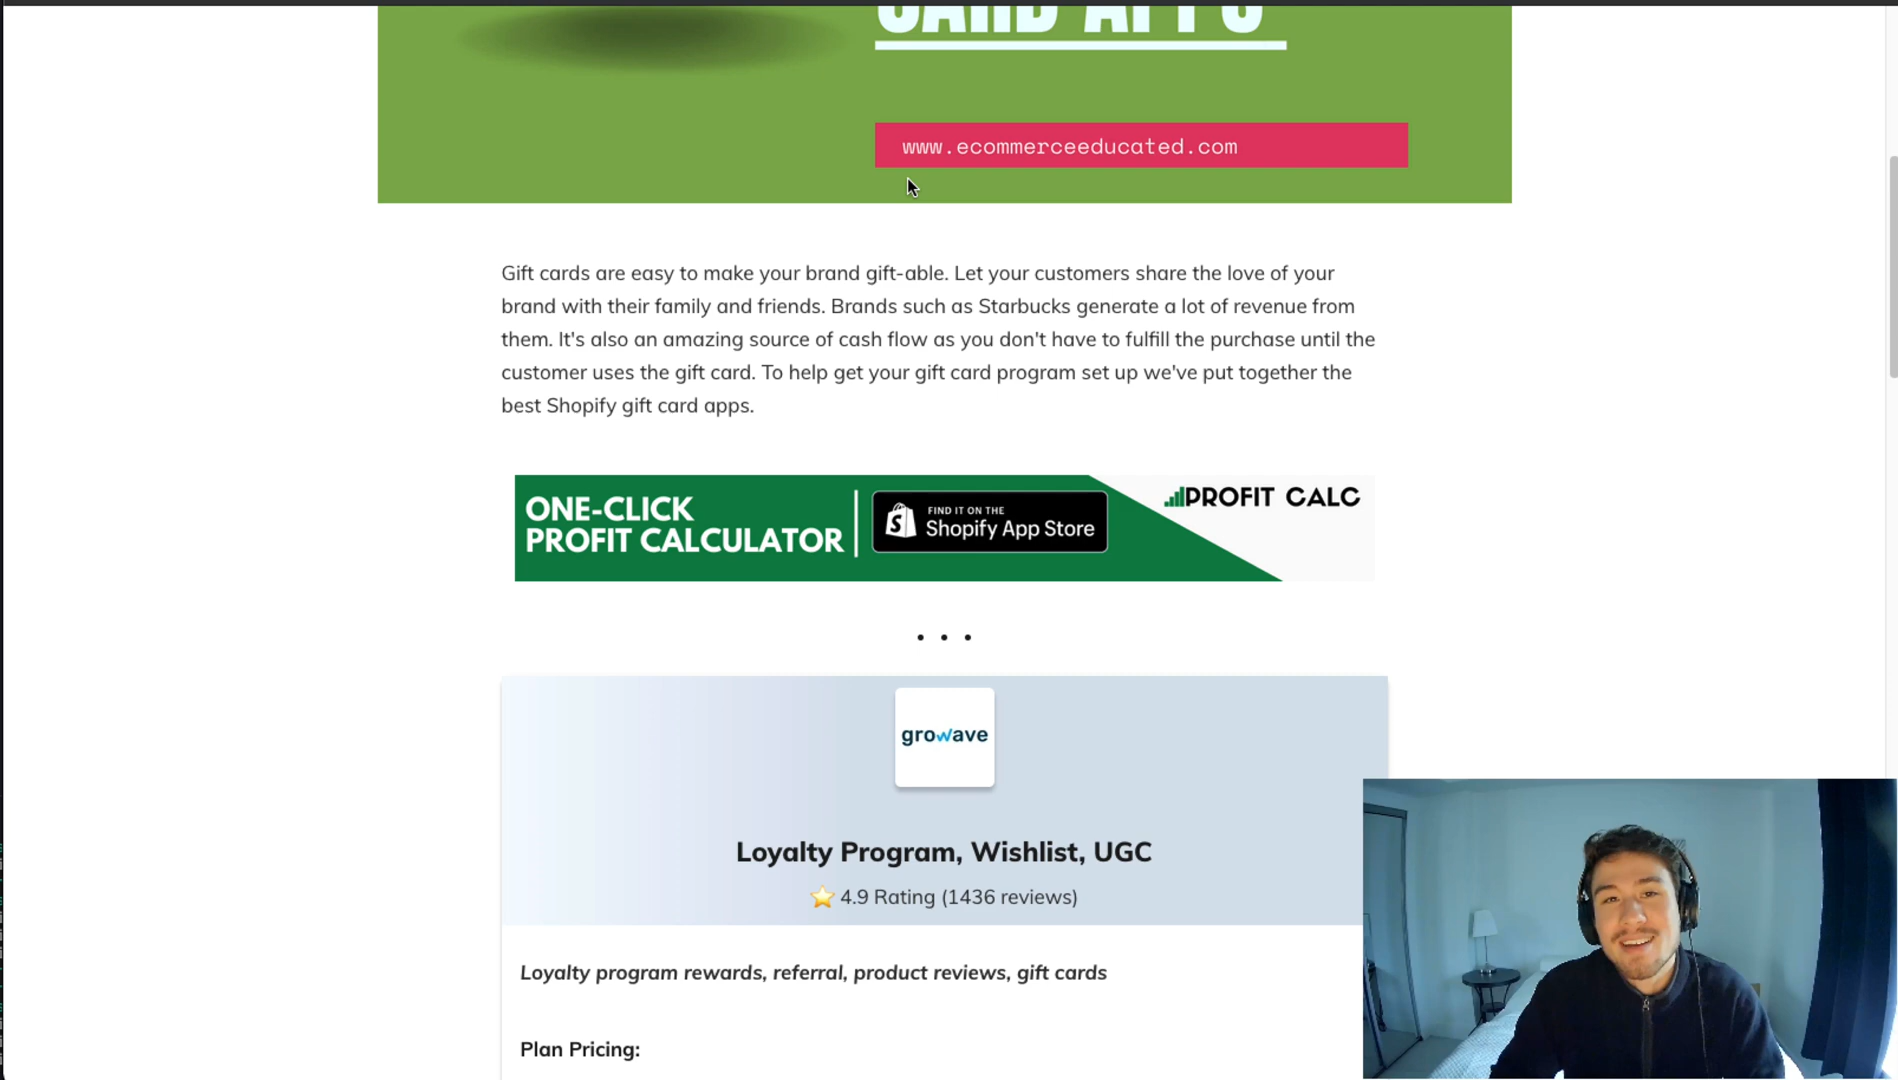 CARD APPS
www.ecommerceeducated.com
Gift cards are easy to make your brand gift-able. Let your customers share the love of your
brand with their family and friends. Brands such as Starbucks generate a lot of revenue from
them. It's also an amazing source of cash flow as you don't have to fulfill the purchase until the
customer uses the gift card. To help get your gift card program set up we've put together the
best Shopify gift card apps.
ONE-CLICK
PROFIT CALCULATOR
FIND IT ON THE
Shopify App Store
PROFIT CALC
growave
Loyalty Program, Wishlist, UGC
4.9 Rating (1436 reviews)
Loyalty program rewards, referral, product reviews, gift cards
Plan Pricing: